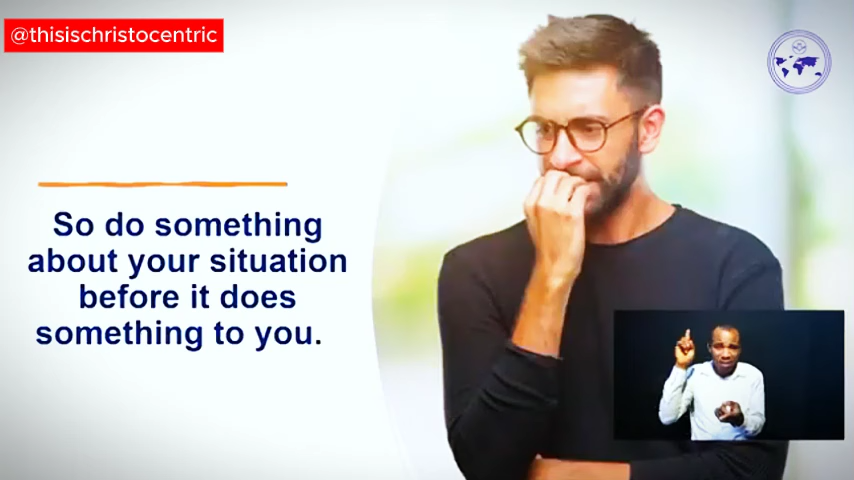 @thisischristocentric
So do something
about your situation
before it does
something to you.